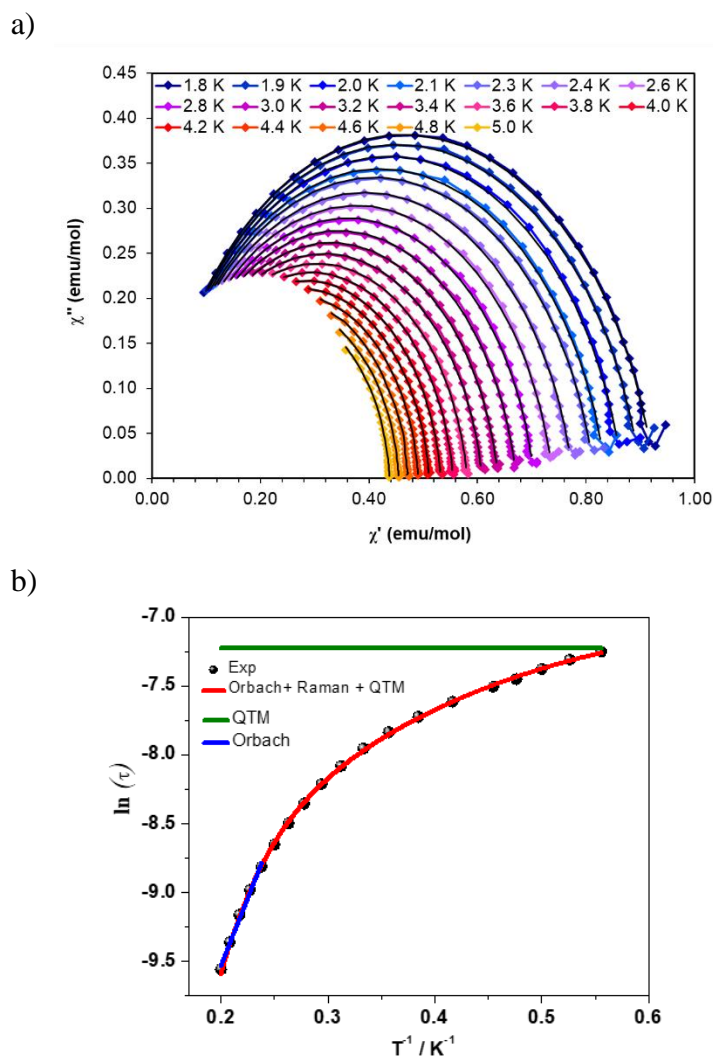 a)
0.45
1.8 K 1.9 K 2.0 K 2.1 K 2.3 K 2.4 K 2.6 K
0.40
2.8 K 3.0 K 3.2 K 3.4 K 3.6 K 3.8 K 4.0 K
4.2 K 4.4 K 4.6 K 4.8 K 5.0 K
0.35
0.30
0.25
χ'' (emu/mol)
0.20
0.15
0.10
0.05
0.00
0.00 0.20 0.40 0.60 0.80 1.00
χ' (emu/mol)
b)
-7.0
Exp
Orbach+ Raman + QTM
-7.5
QTM
Orbach
-8.0
ln (τ)
-8.5
-9.0
-9.5
0.2 0.3 0.4 0.5 0.6
T⁻¹ / K⁻¹